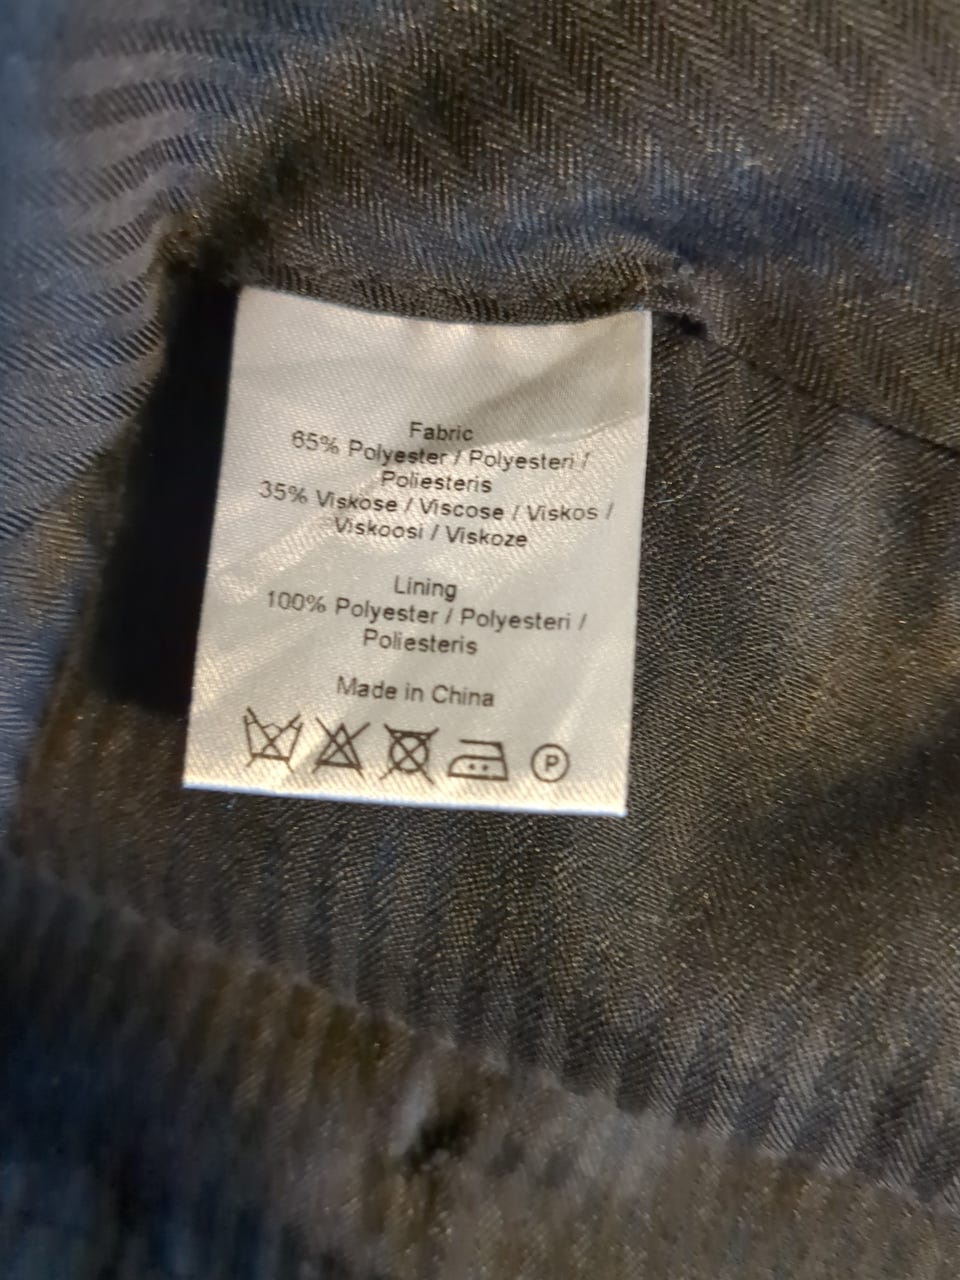 Fabric
65% Polyester / Polyesteri /
Poliesteris
35% Viskose / Viscose / Viskos /
Viskoosi / Viskoze
Lining
100% Polyester / Polyesteri /
Poliesteris
Made in China
P